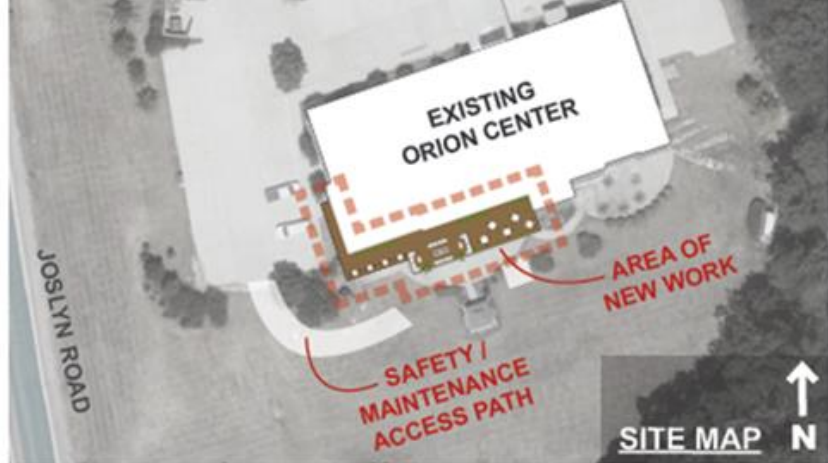 EXISTING
ORION CENTER
JOSLYN ROAD
AREA OF
NEW WORK
SAFETY /
MAINTENANCE
ACCESS PATH
SITE MAP
N